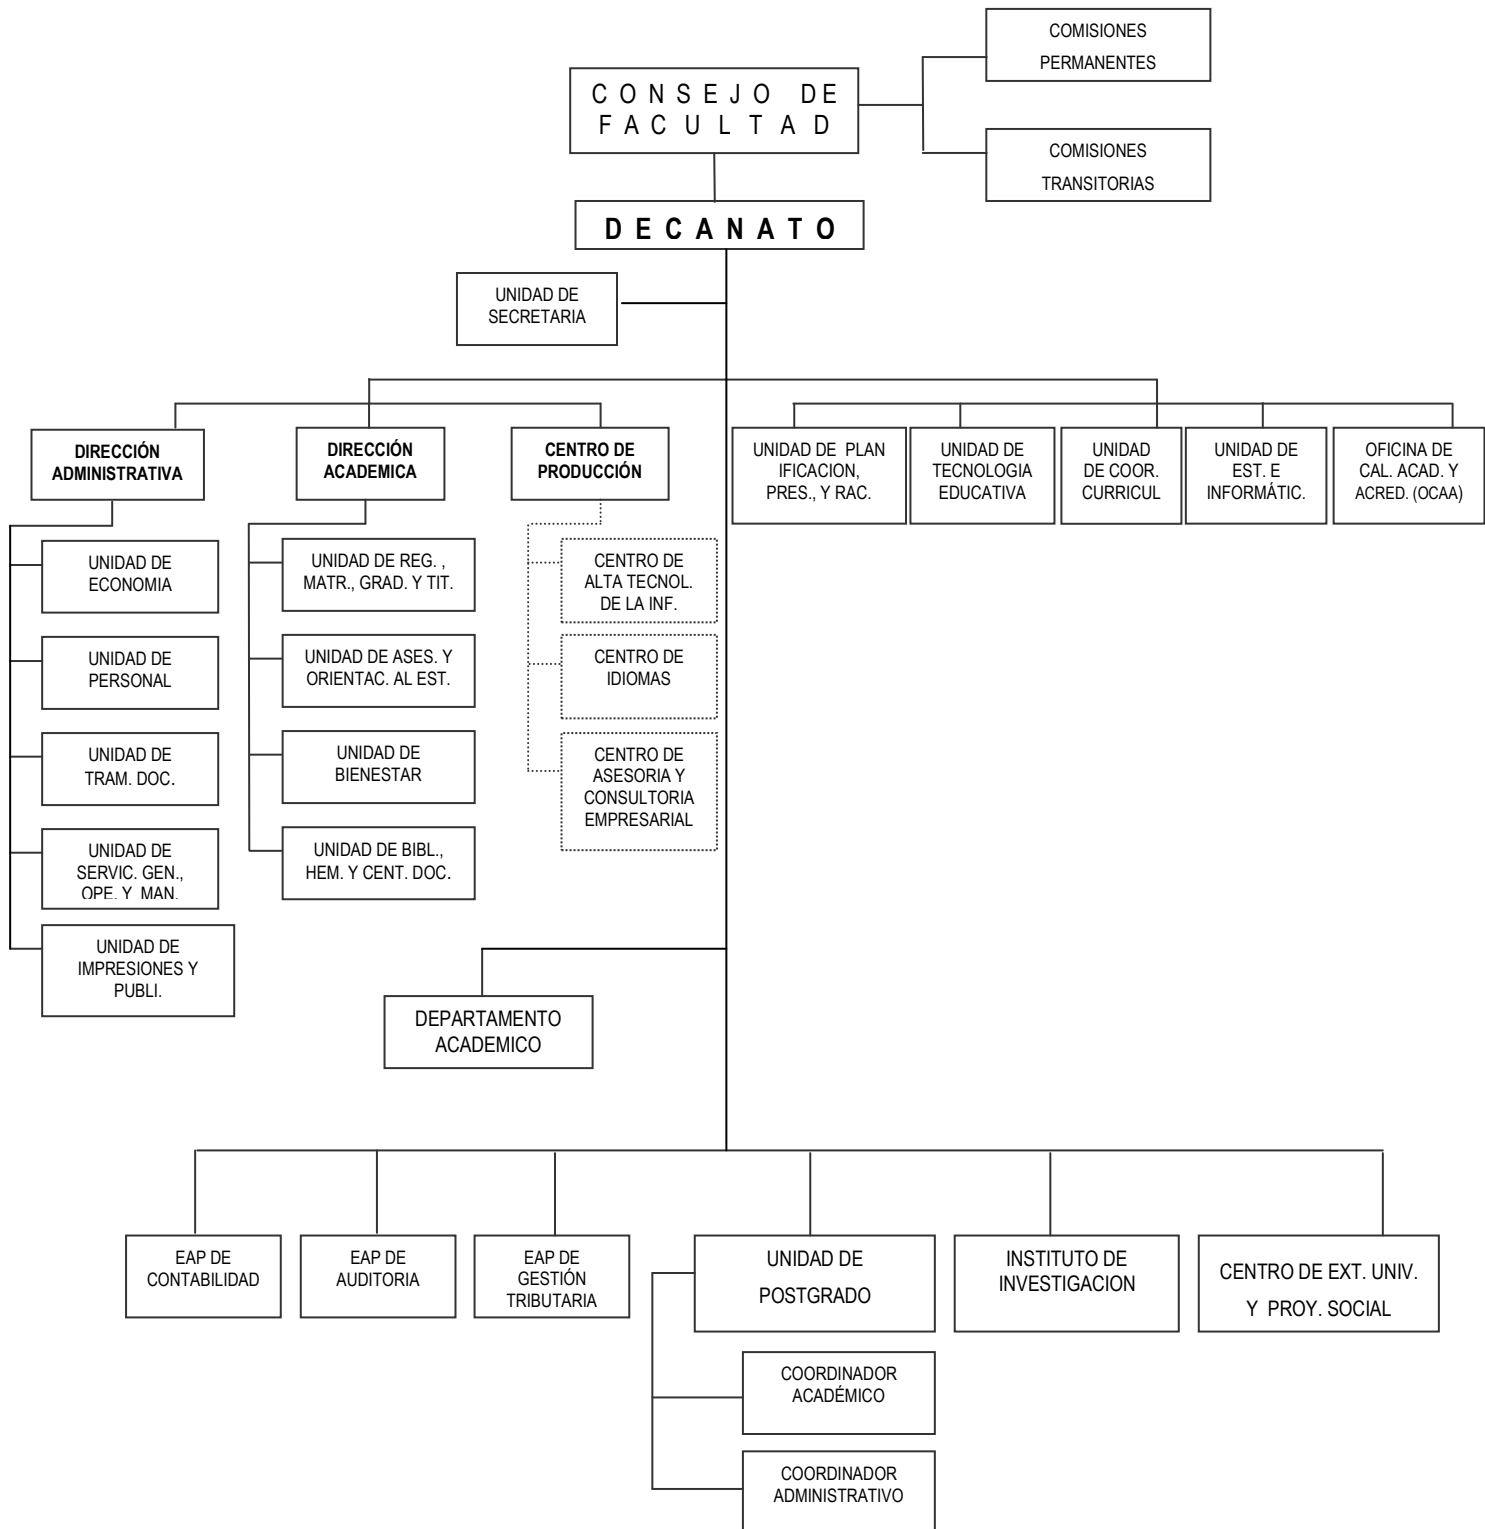 COMISIONES
PERMANENTES
CONSEJO DE
FACULTAD
COMISIONES
TRANSITORIAS
DECANATO
UNIDAD DE
SECRETARIA
DIRECCIÓN
ADMINISTRATIVA
DIRECCIÓN
ACADEMICA
CENTRO DE
PRODUCCIÓN
UNIDAD DE PLAN
IFICACION,
PRES., Y RAC.
UNIDAD DE
TECNOLOGIA
EDUCATIVA
UNIDAD
DE COOR.
CURRICUL
UNIDAD DE
EST. E
INFORMÁTIC.
OFICINA DE
CAL. ACAD. Y
ACRED. (OCAA)
UNIDAD DE
ECONOMIA
UNIDAD DE
PERSONAL
UNIDAD DE
TRAM. DOC.
UNIDAD DE
SERVIC. GEN.,
OPE. Y MAN.
UNIDAD DE
IMPRESIONES Y
PUBLI.
UNIDAD DE REG. ,
MATR., GRAD. Y TIT.
UNIDAD DE ASES. Y
ORIENTAC. AL EST.
UNIDAD DE
BIENESTAR
UNIDAD DE BIBL.,
HEM. Y CENT. DOC.
CENTRO DE
ALTA TECNOL.
DE LA INF.
CENTRO DE
IDIOMAS
CENTRO DE
ASESORIA Y
CONSULTORIA
EMPRESARIAL
DEPARTAMENTO
ACADEMICO
EAP DE
CONTABILIDAD
EAP DE
AUDITORIA
EAP DE
GESTIÓN
TRIBUTARIA
UNIDAD DE
POSTGRADO
INSTITUTO DE
INVESTIGACION
CENTRO DE EXT. UNIV.
Y PROY. SOCIAL
COORDINADOR
ACADÉMICO
COORDINADOR
ADMINISTRATIVO